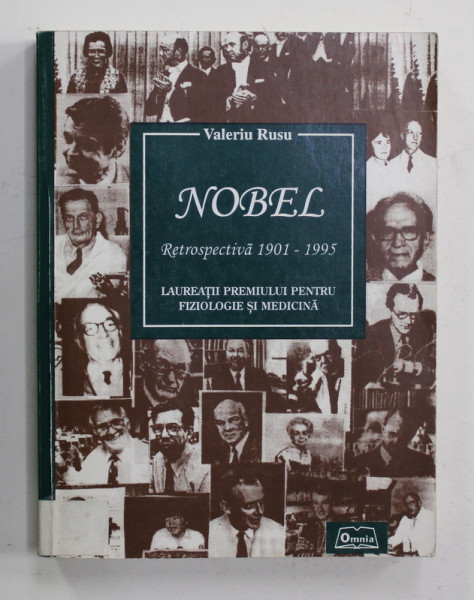 Valeriu Rusu
NOBEL
Retrospectivă 1901 - 1995
LAUREAȚII PREMIULUI PENTRU
FIZIOLOGIE ȘI MEDICINĂ
Omnia